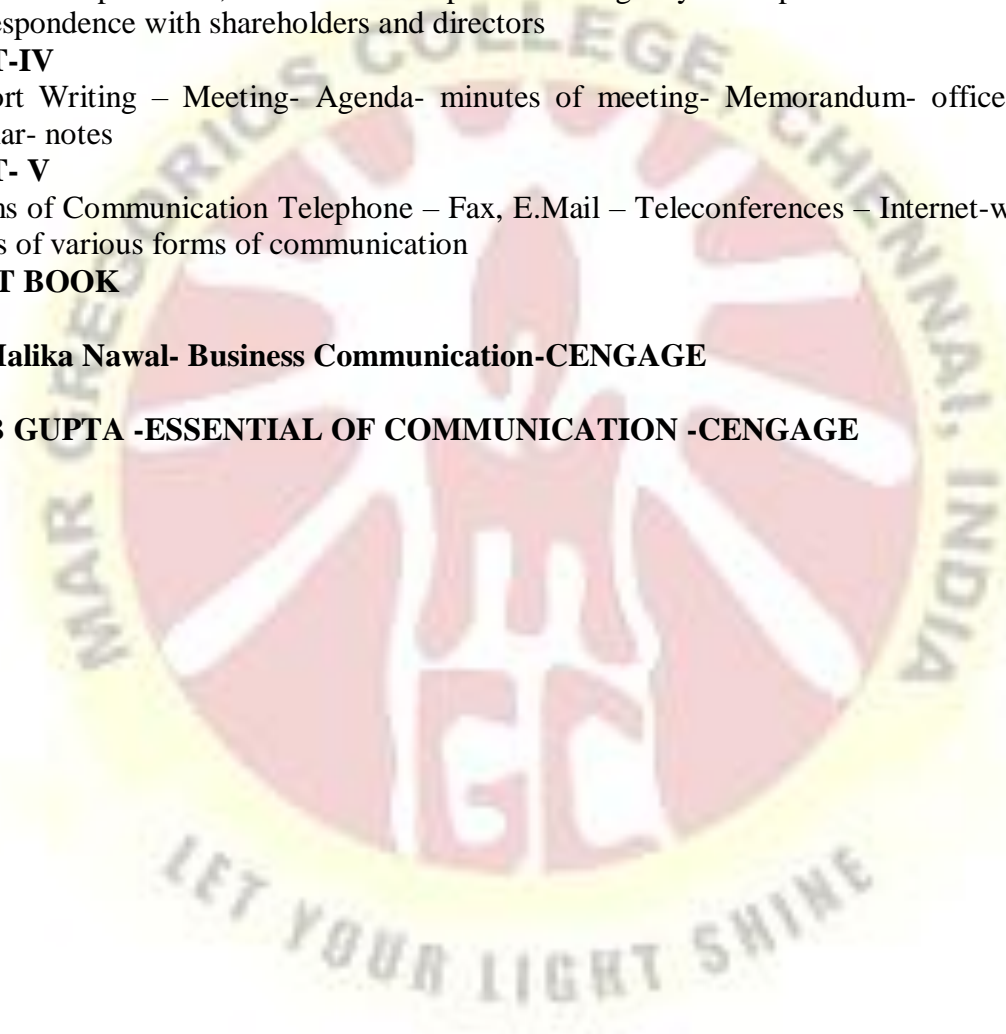 espondence with shareholders and directors
T-IV
ort Writing – Meeting- Agenda- minutes of meeting- Memorandum- office
ar- notes
T- V
ns of Communication Telephone – Fax, E.Mail – Teleconferences – Internet-w
s of various forms of communication
T BOOK
Malika Nawal- Business Communication-CENGAGE
B GUPTA -ESSENTIAL OF COMMUNICATION -CENGAGE
MAR GREGORIOS COLLEGE CHENNAI, INDIA
GC
LET YOUR LIGHT SHINE